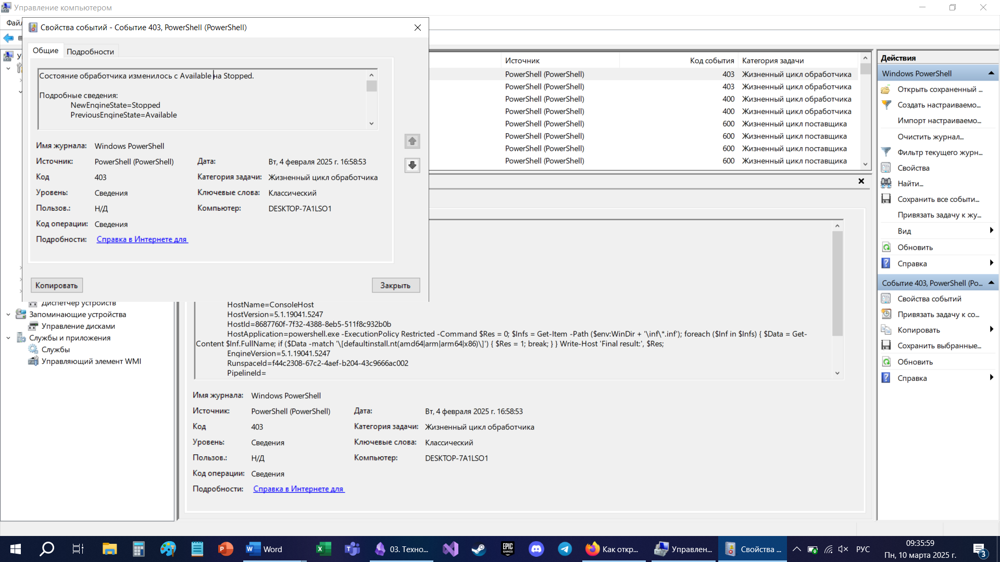 Управление компьютером
Файл
Свойства событий - Событие 403, PowerShell (PowerShell)
Общие
Подробности
Состояние обработчика изменилось с Available на Stopped.
Подробные сведения:
NewEngineState=Stopped
PreviousEngineState=Available
Имя журнала: Windows PowerShell
Источник: PowerShell (PowerShell) Дата: Вт, 4 февраля 2025 г. 16:58:53
Код 403 Категория задачи: Жизненный цикл обработчика
Уровень: Сведения Ключевые слова: Классический
Пользов.: Н/Д Компьютер: DESKTOP-7A1LSO1
Код операции: Сведения
Подробности: Справка в Интернете для
Копировать
Закрыть
Источник Код события Категория задачи
PowerShell (PowerShell) 403 Жизненный цикл обработчика
PowerShell (PowerShell) 403 Жизненный цикл обработчика
PowerShell (PowerShell) 400 Жизненный цикл обработчика
PowerShell (PowerShell) 400 Жизненный цикл обработчика
PowerShell (PowerShell) 600 Жизненный цикл поставщика
PowerShell (PowerShell) 600 Жизненный цикл поставщика
PowerShell (PowerShell) 600 Жизненный цикл поставщика
PowerShell (PowerShell) 600 Жизненный цикл поставщика
Диспетчер устройств
Запоминающие устройства
Управление дисками
Службы и приложения
Службы
Управляющий элемент WMI
HostName=ConsoleHost
HostVersion=5.1.19041.5247
HostId=8687760f-7f32-4388-8eb5-511f8c932b0b
HostApplication=powershell.exe -ExecutionPolicy Restricted -Command $Res = 0; $Infs = Get-Item -Path ($env:WinDir + '\inf\*.inf'); foreach ($Inf in $Infs) { $Data = Get-
Content $Inf.FullName; if ($Data -match '\[defaultinstall.nt(amd64|arm|arm64|x86)\]') { $Res = 1; break; } } Write-Host 'Final result:', $Res;
EngineVersion=5.1.19041.5247
RunspaceId=f44c2308-67c2-4aef-b204-43c9666ac002
PipelineId=
Имя журнала: Windows PowerShell
Источник: PowerShell (PowerShell) Дата: Вт, 4 февраля 2025 г. 16:58:53
Код 403 Категория задачи: Жизненный цикл обработчика
Уровень: Сведения Ключевые слова: Классический
Пользов.: Н/Д Компьютер: DESKTOP-7A1LSO1
Код операции: Сведения
Подробности: Справка в Интернете для
Действия
Windows PowerShell
Открыть сохраненный ...
Создать настраиваемо...
Импорт настраиваемо...
Очистить журнал...
Фильтр текущего журн...
Свойства
Найти...
Сохранить все событи...
Привязать задачу к жу...
Вид
Обновить
Справка
Событие 403, PowerShell (Po...
Свойства событий
Привязать задачу к со...
Копировать
Сохранить выбранные...
Обновить
Справка
Word
03. Техно...
EPIC GAMES
Как откр...
Управлен...
Свойства ...
РУС
09:35:59
Пн, 10 марта 2025 г.
3